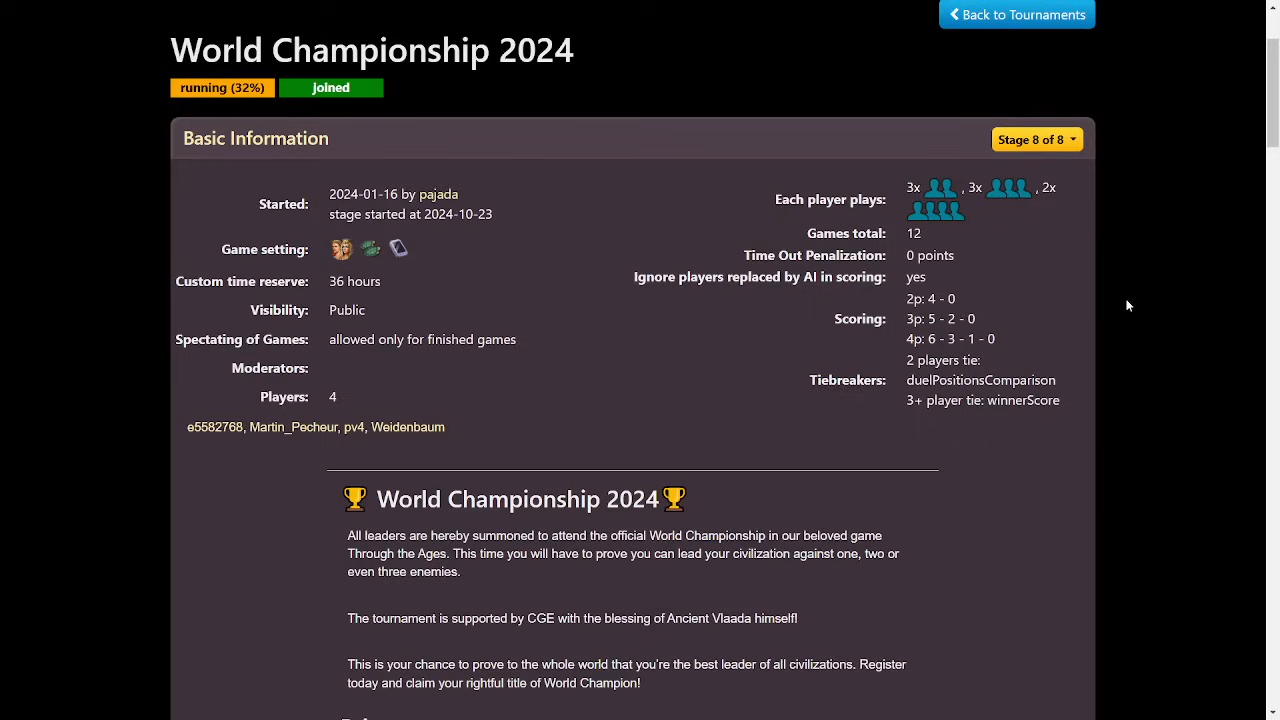 Back to Tournaments
World Championship 2024
running (32%) joined
Basic Information
Stage 8 of 8
Started: 2024-01-16 by pajada
stage started at 2024-10-23
Game setting:
Custom time reserve: 36 hours
Visibility: Public
Spectating of Games: allowed only for finished games
Moderators:
Players: 4
e5582768, Martin_Pecheur, pv4, Weidenbaum
Each player plays: 3x , 3x , 2x
Games total: 12
Time Out Penalization: 0 points
Ignore players replaced by AI in scoring: yes
Scoring: 2p: 4 - 0
3p: 5 - 2 - 0
4p: 6 - 3 - 1 - 0
Tiebreakers: 2 players tie:
duelPositionsComparison
3+ player tie: winnerScore
World Championship 2024
All leaders are hereby summoned to attend the official World Championship in our beloved game
Through the Ages. This time you will have to prove you can lead your civilization against one, two or
even three enemies.
The tournament is supported by CGE with the blessing of Ancient Vlaada himself!
This is your chance to prove to the whole world that you're the best leader of all civilizations. Register
today and claim your rightful title of World Champion!